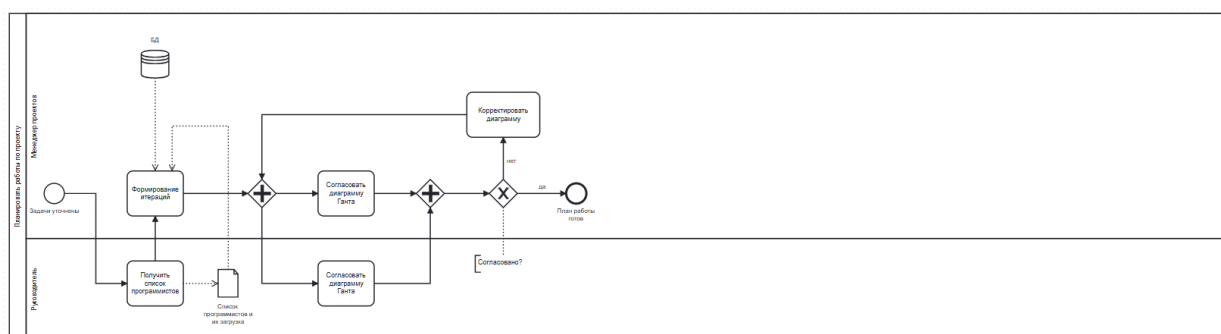 Планировать работы по проекту
Менеджер проектов
БД
Корректировать
диаграмму
нет
Формирование
итераций
Согласовать
диаграмму
Ганта
да
Задачи уточнены
План работы
готов
Руководитель
Получить
список
программистов
Список
программистов и
их загрузка
Согласовать
диаграмму
Ганта
Согласовано?